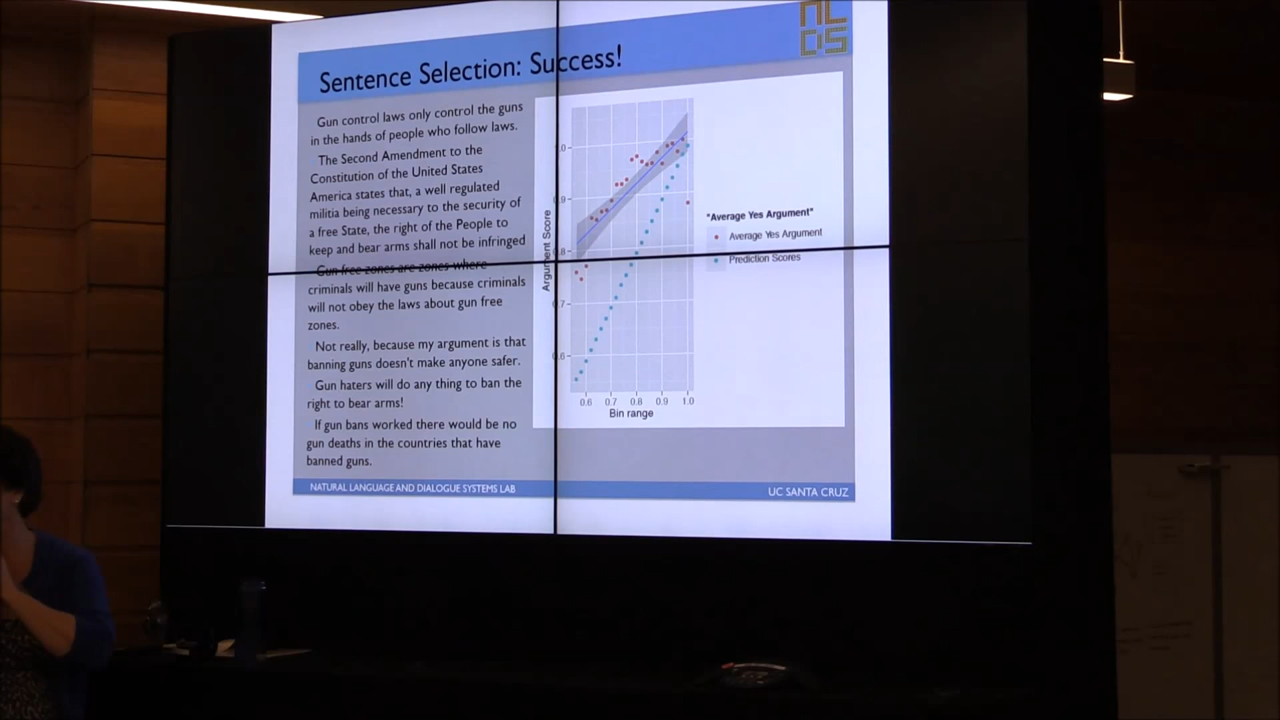 NL
DS
Sentence Selection: Success!
Gun control laws only control the guns
in the hands of people who follow laws.
The Second Amendment to the
Constitution of the United States
America states that, a well regulated
militia being necessary to the security of
a free State, the right of the People to
keep and bear arms shall not be infringed
Gun free zones are zones where
criminals will have guns because criminals
will not obey the laws about gun free
zones.
Not really, because my argument is that
banning guns doesn't make anyone safer.
Gun haters will do any thing to ban the
right to bear arms!
If gun bans worked there would be no
gun deaths in the countries that have
banned guns.
Argument Score
0.6 0.7 0.8 0.9 1.0
Bin range
"Average Yes Argument"
Average Yes Argument
Prediction Scores
NATURAL LANGUAGE AND DIALOGUE SYSTEMS LAB
UC SANTA CRUZ